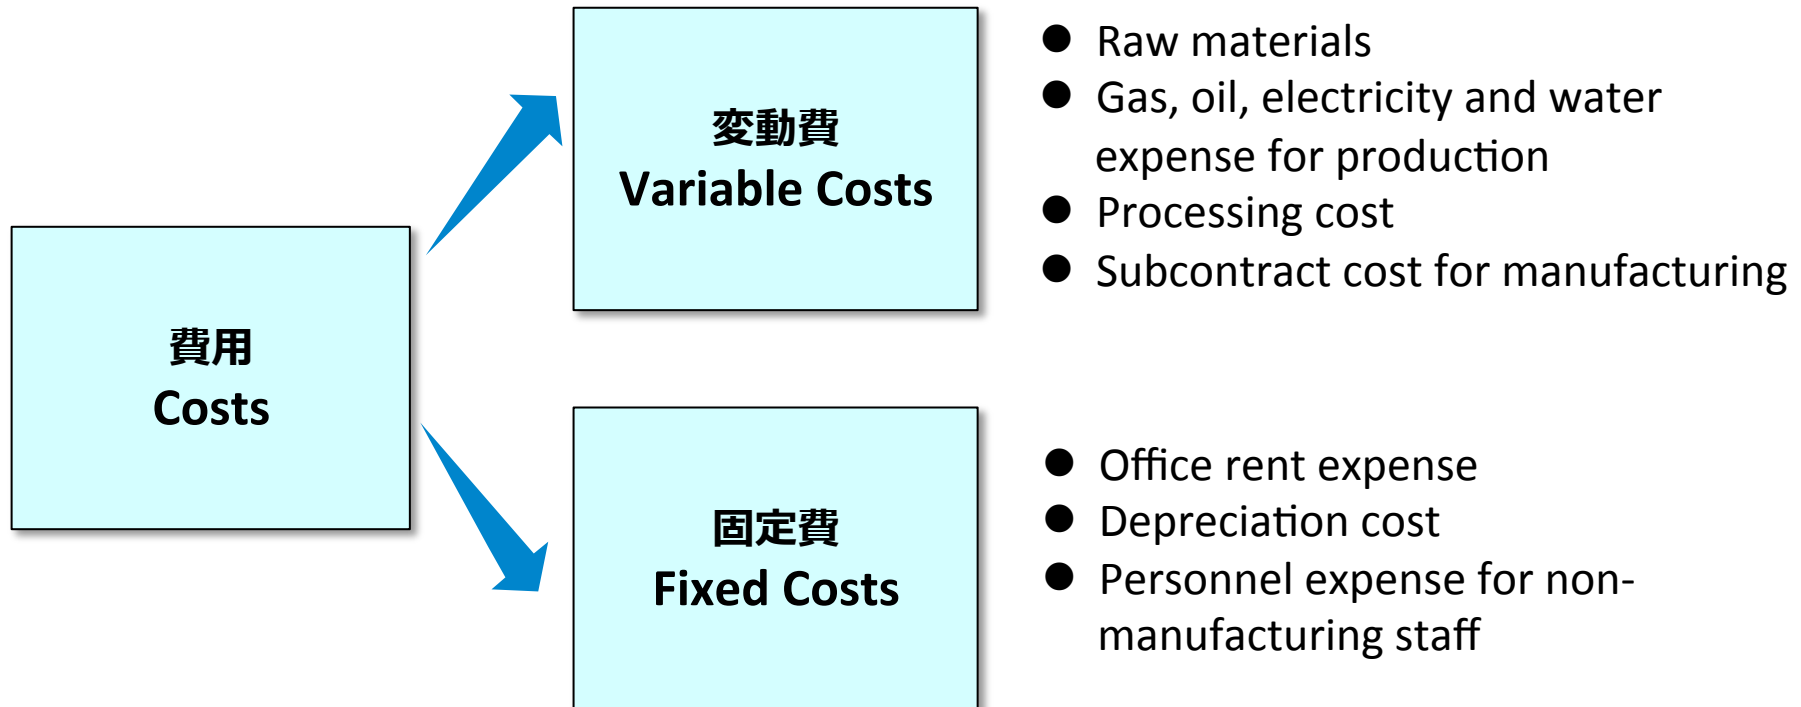 費用
Costs
変動費
Variable Costs
● Raw materials
● Gas, oil, electricity and water
expense for production
● Processing cost
● Subcontract cost for manufacturing
固定費
Fixed Costs
● Office rent expense
● Depreciation cost
● Personnel expense for non-
manufacturing staff